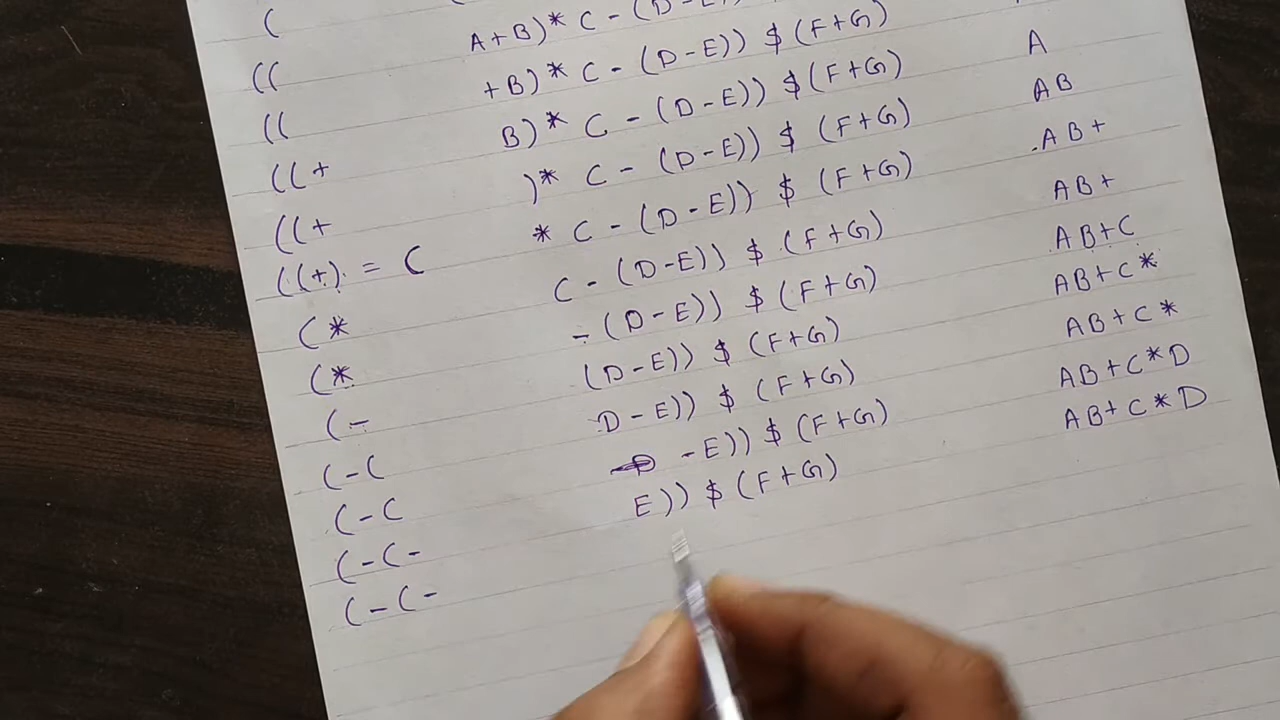 (
(( A+B)* C - (D-E
(( +B)* C - (D-E)) $ (F+G) A
((+ B)* C - (D-E)) $ (F+G) AB
((+ )* C - (D-E)) $ (F+G) .AB+
((+). = ( * C - (D-E)) $ (F+G) AB+
(* C - (D-E)) $ (F+G) AB+C
(* - (D-E)) $ (F+G) AB+C*
(- (D-E)) $ (F+G) AB+C*
(-( D-E)) $ (F+G) AB+C*D
(-( -E)) $ (F+G) AB+C*D
(-(- E)) $ (F+G)
(-(-